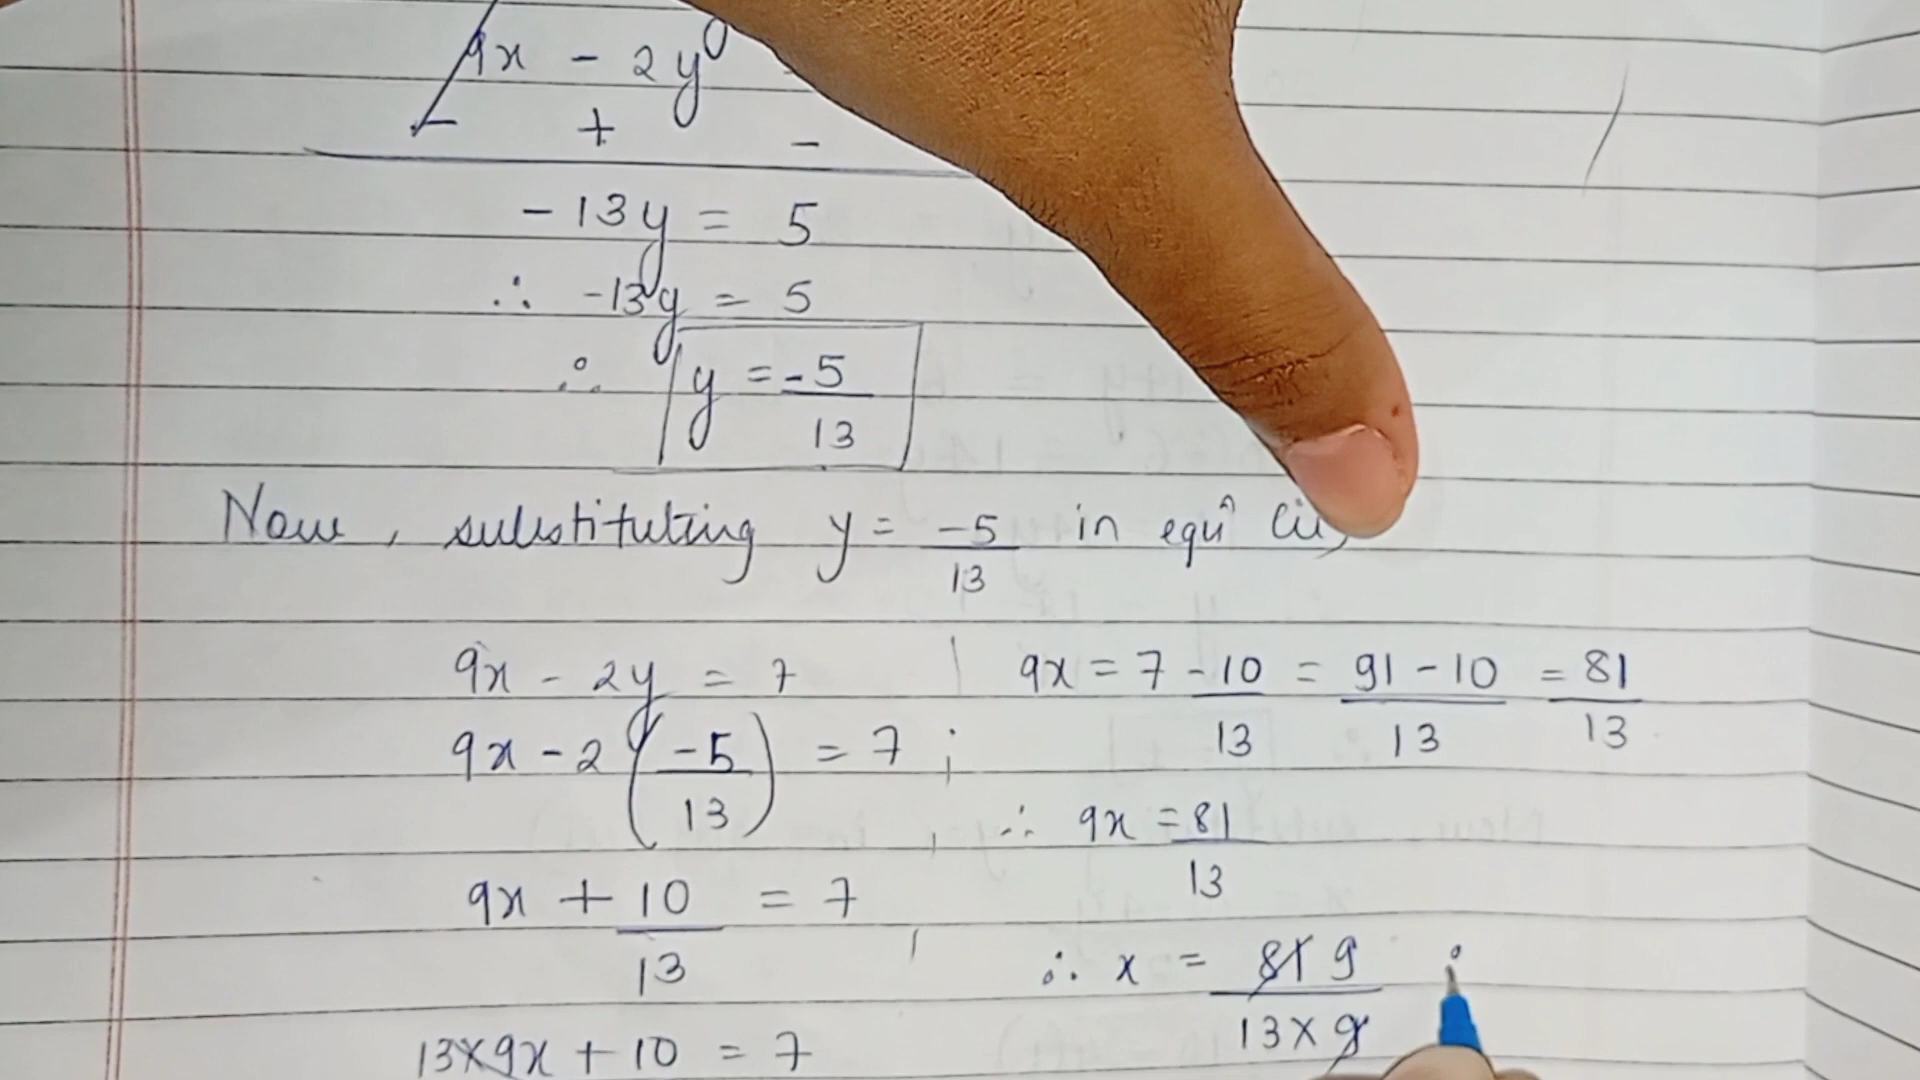 9x - 2y
- + -
-13y = 5
∴ -13y = 5
∴ y = -5/13
Now, substituting y = -5/13 in equⁿ (ii)
9x - 2y = 7
9x - 2(-5/13) = 7 ;
9x + 10/13 = 7
13×9x + 10 = 7
9x = 7 - 10/13 = 91 - 10/13 = 81/13
∴ 9x = 81/13
∴ x = 81 9/13 × 9